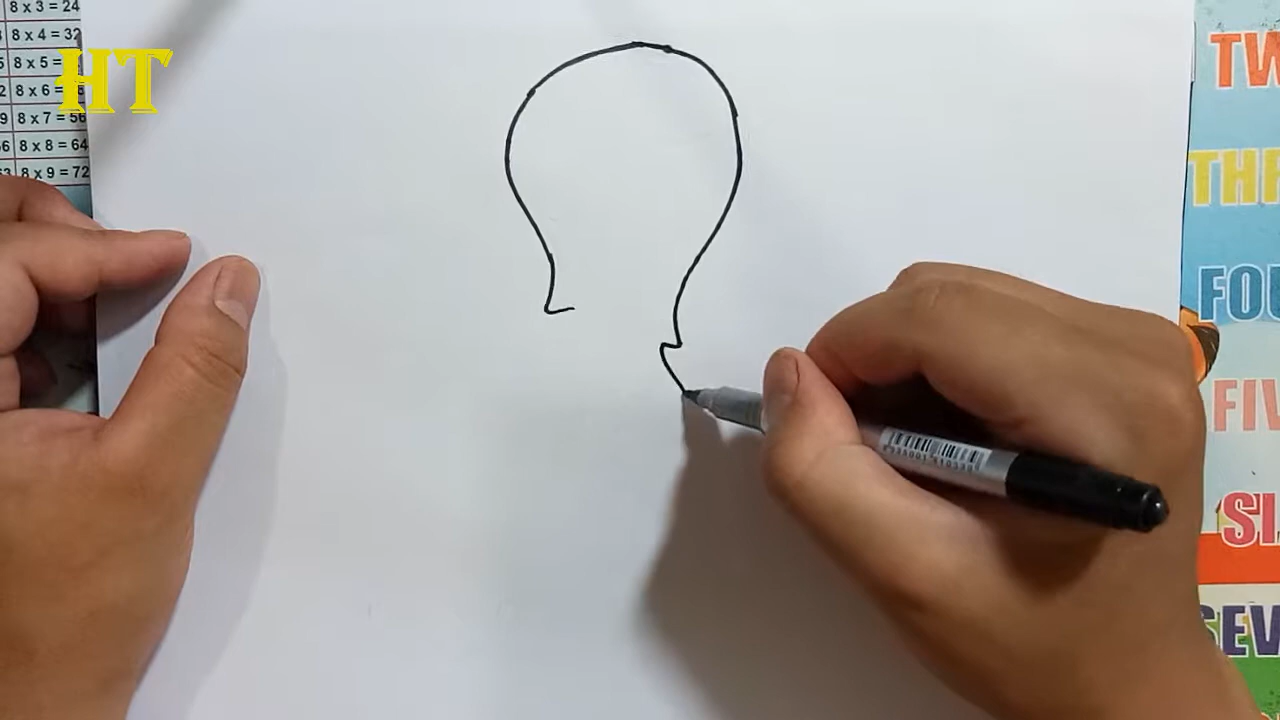 8 x 3 = 24
8 x 4 = 32
8 x 5 =
8 x 6 =
8 x 7 = 56
8 x 8 = 64
8 x 9 = 72
HT
TW
THR
FOU
FIV
SI
SEV